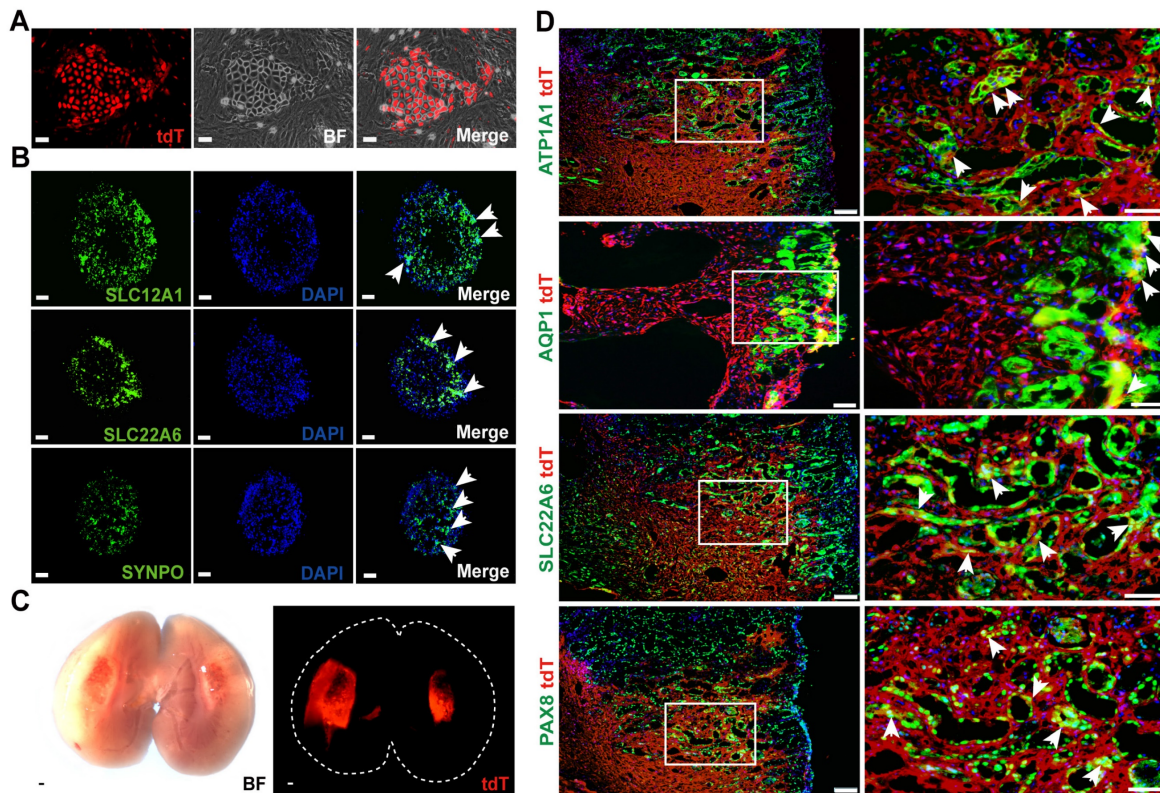 A
tdT
BF
Merge
B
SLC12A1
DAPI
Merge
SLC22A6
DAPI
Merge
SYNPO
DAPI
Merge
C
-
BF
-
tdT
D
ATP1A1 tdT
AQP1 tdT
SLC22A6 tdT
PAX8 tdT